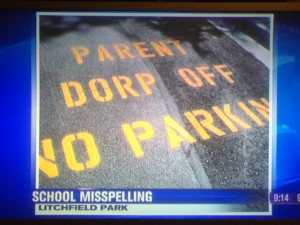 PARENT
DORP OFF
NO PARKIN
SCHOOL MISSPELLING
LITCHFIELD PARK
9:14